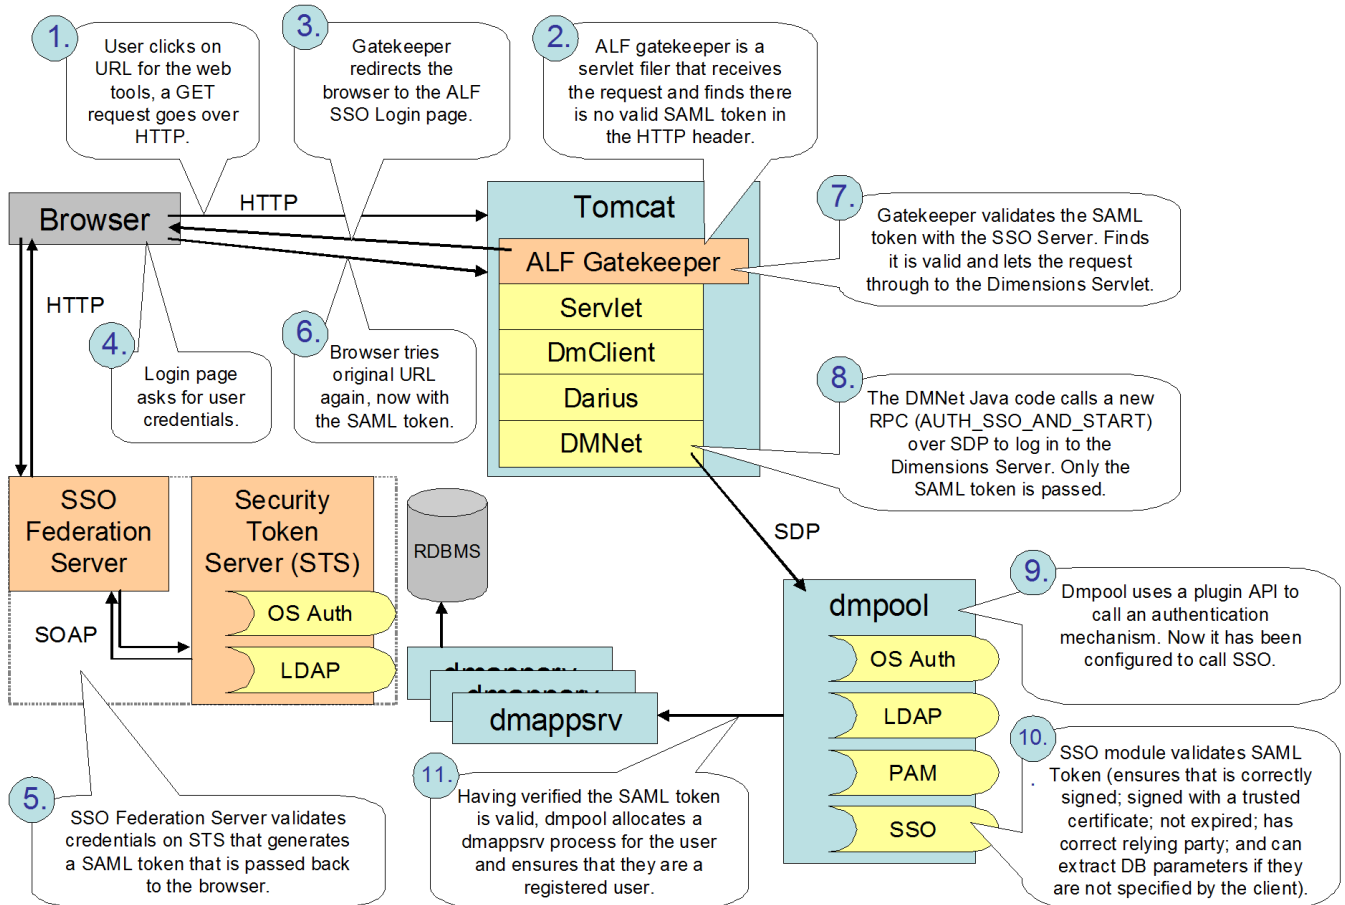 1.
User clicks on
URL for the web
tools, a GET
request goes over
HTTP.
3.
Gatekeeper
redirects the
browser to the ALF
SSO Login page.
2.
ALF gatekeeper is a
servlet filer that receives
the request and finds there
is no valid SAML token in
the HTTP header.
Browser
HTTP
Tomcat
ALF Gatekeeper
Servlet
DmClient
Darius
DMNet
7.
Gatekeeper validates the SAML
token with the SSO Server. Finds
it is valid and lets the request
through to the Dimensions Servlet.
HTTP
4.
Login page
asks for user
credentials.
6.
Browser tries
original URL
again, now with
the SAML token.
8.
The DMNet Java code calls a new
RPC (AUTH_SSO_AND_START)
over SDP to log in to the
Dimensions Server. Only the
SAML token is passed.
SSO
Federation
Server
Security
Token
Server (STS)
OS Auth
LDAP
SOAP
RDBMS
SDP
dmpool
OS Auth
LDAP
PAM
SSO
9.
Dmpool uses a plugin API to
call an authentication
mechanism. Now it has been
configured to call SSO.
dmappsrv
dmappsrv
dmappsrv
10.
.
SSO module validates SAML
Token (ensures that is correctly
signed; signed with a trusted
certificate; not expired; has
correct relying party; and can
extract DB parameters if they
are not specified by the client).
5.
SSO Federation Server validates
credentials on STS that generates
a SAML token that is passed back
to the browser.
11.
Having verified the SAML token
is valid, dmpool allocates a
dmappsrv process for the user
and ensures that they are a
registered user.